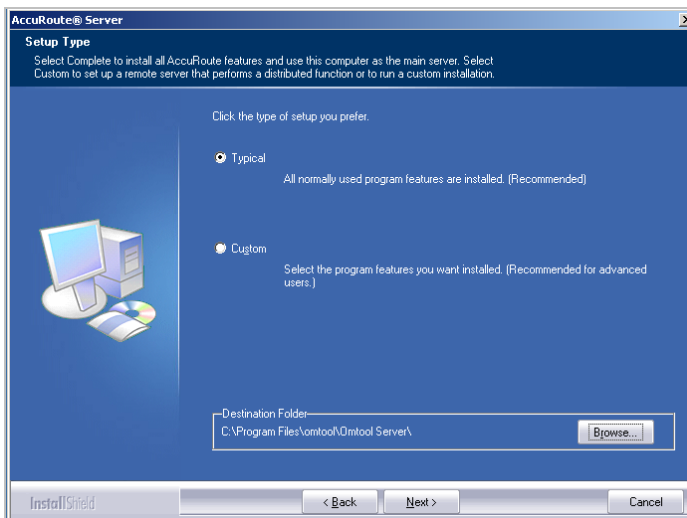 AccuRoute® Server
Setup Type
Select Complete to install all AccuRoute features and use this computer as the main server. Select
Custom to set up a remote server that performs a distributed function or to run a custom installation.
Click the type of setup you prefer.
Typical
All normally used program features are installed. (Recommended)
Custom
Select the program features you want installed. (Recommended for advanced
users.)
Destination Folder
C:\Program Files\omtool\Omtool Server\
Browse...
InstallShield
< Back
Next >
Cancel